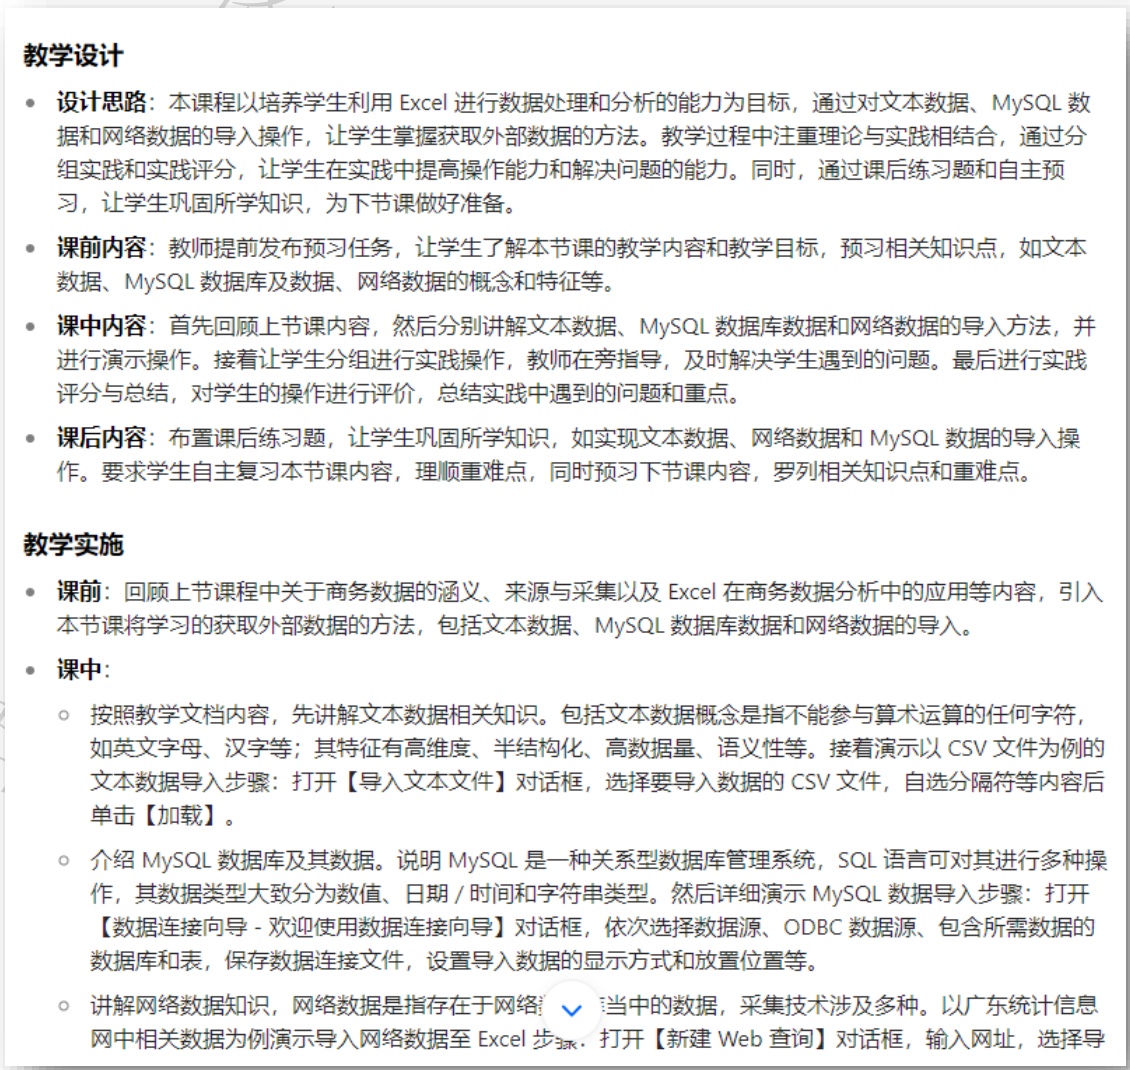 教学设计
设计思路：本课程以培养学生利用 Excel 进行数据处理和分析的能力为目标，通过对文本数据、MySQL 数
据和网络数据的导入操作，让学生掌握获取外部数据的方法。教学过程中注重理论与实践相结合，通过分
组实践和实践评分，让学生在实践中提高操作能力和解决问题的能力。同时，通过课后练习题和自主预
习，让学生巩固所学知识，为下节课做好准备。
课前内容：教师提前发布预习任务，让学生了解本节课的教学内容和教学目标，预习相关知识点，如文本
数据、MySQL 数据库及数据、网络数据的概念和特征等。
课中内容：首先回顾上节课内容，然后分别讲解文本数据、MySQL 数据库数据和网络数据的导入方法，并
进行演示操作。接着让学生分组进行实践操作，教师在旁指导，及时解决学生遇到的问题。最后进行实践
评分与总结，对学生的操作进行评价，总结实践中遇到的问题和重点。
课后内容：布置课后练习题，让学生巩固所学知识，如实现文本数据、网络数据和 MySQL 数据的导入操
作。要求学生自主复习本节课内容，理顺重难点，同时预习下节课内容，罗列相关知识点和重难点。
教学实施
课前：回顾上节课程中关于商务数据的涵义、来源与采集以及 Excel 在商务数据分析中的应用等内容，引入
本节课将学习的获取外部数据的方法，包括文本数据、MySQL 数据库数据和网络数据的导入。
课中：
按照教学文档内容，先讲解文本数据相关知识。包括文本数据概念是指不能参与算术运算的任何字符，
如英文字母、汉字等；其特征有高维度、半结构化、高数据量、语义性等。接着演示以 CSV 文件为例的
文本数据导入步骤：打开【导入文本文件】对话框，选择要导入数据的 CSV 文件，自选分隔符等内容后
单击【加载】。
介绍 MySQL 数据库及其数据。说明 MySQL 是一种关系型数据库管理系统，SQL 语言可对其进行多种操
作，其数据类型大致分为数值、日期 / 时间和字符串类型。然后详细演示 MySQL 数据导入步骤：打开
【数据连接向导 - 欢迎使用数据连接向导】对话框，依次选择数据源、ODBC 数据源、包含所需数据的
数据库和表，保存数据连接文件，设置导入数据的显示方式和放置位置等。
讲解网络数据知识，网络数据是指存在于网络当中的数据，采集技术涉及多种。以广东统计信息
网中相关数据为例演示导入网络数据至 Excel 步骤：打开【新建 Web 查询】对话框，输入网址，选择导